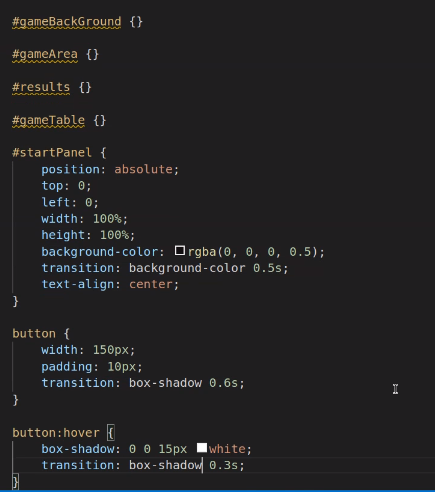 #gameBackGround {}
#gameArea {}
#results {}
#gameTable {}
#startPanel {
position: absolute;
top: 0;
left: 0;
width: 100%;
height: 100%;
background-color: rgba(0, 0, 0, 0.5);
transition: background-color 0.5s;
text-align: center;
}
button {
width: 150px;
padding: 10px;
transition: box-shadow 0.6s;
}
button:hover {
box-shadow: 0 0 15px white;
transition: box-shadow 0.3s;
}